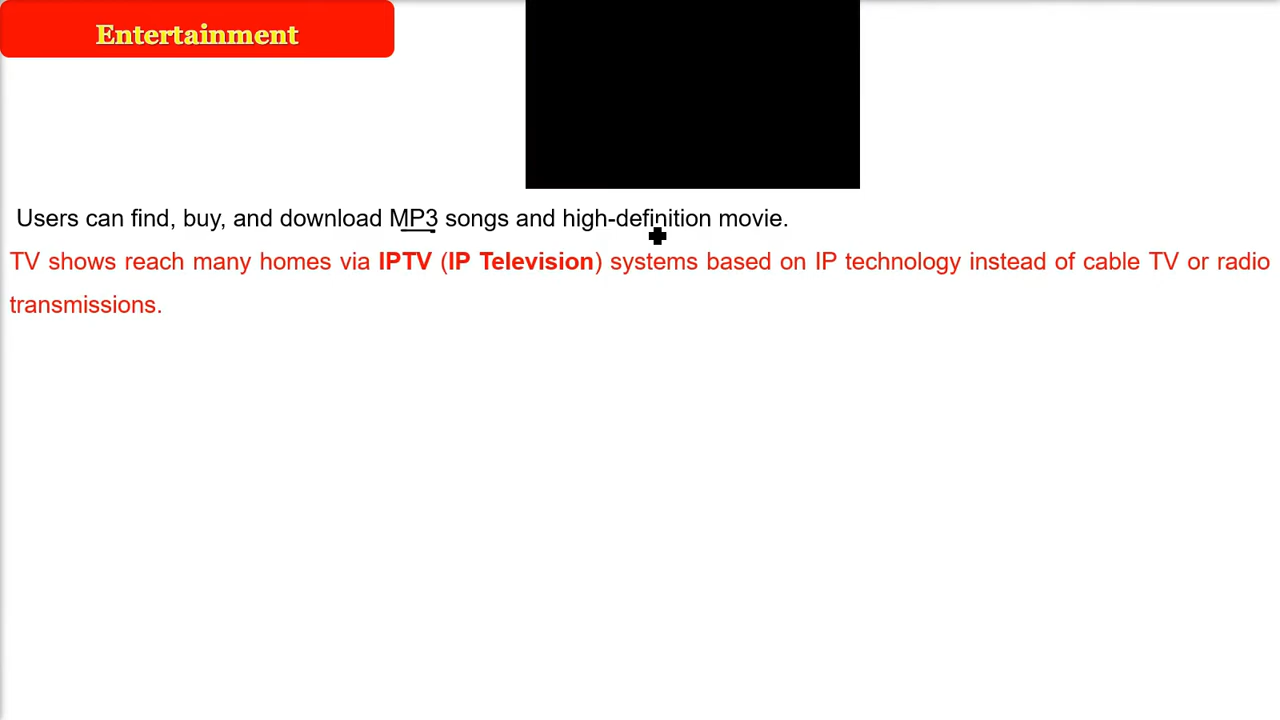 Entertainment
Users can find, buy, and download MP3 songs and high-definition movie.
TV shows reach many homes via IPTV (IP Television) systems based on IP technology instead of cable TV or radio
transmissions.